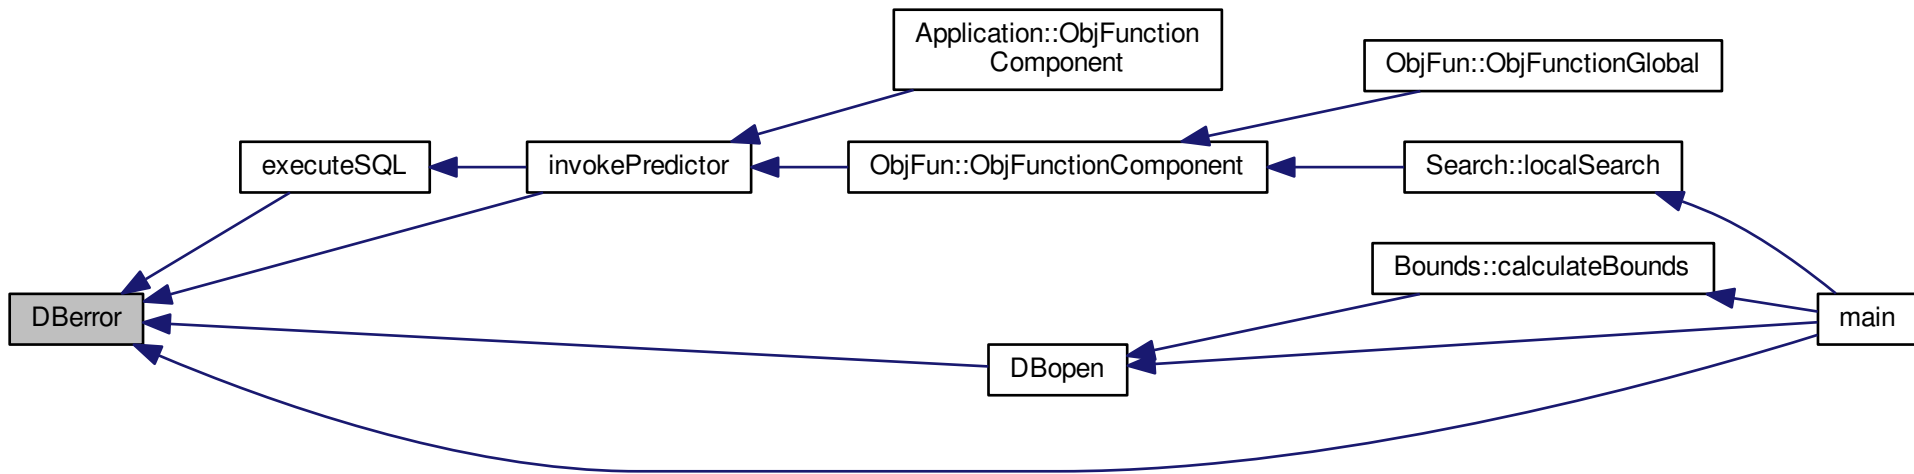 Application::ObjFunction
Component
ObjFun::ObjFunctionGlobal
executeSQL
invokePredictor
ObjFun::ObjFunctionComponent
Search::localSearch
Bounds::calculateBounds
DBerror
main
DBopen